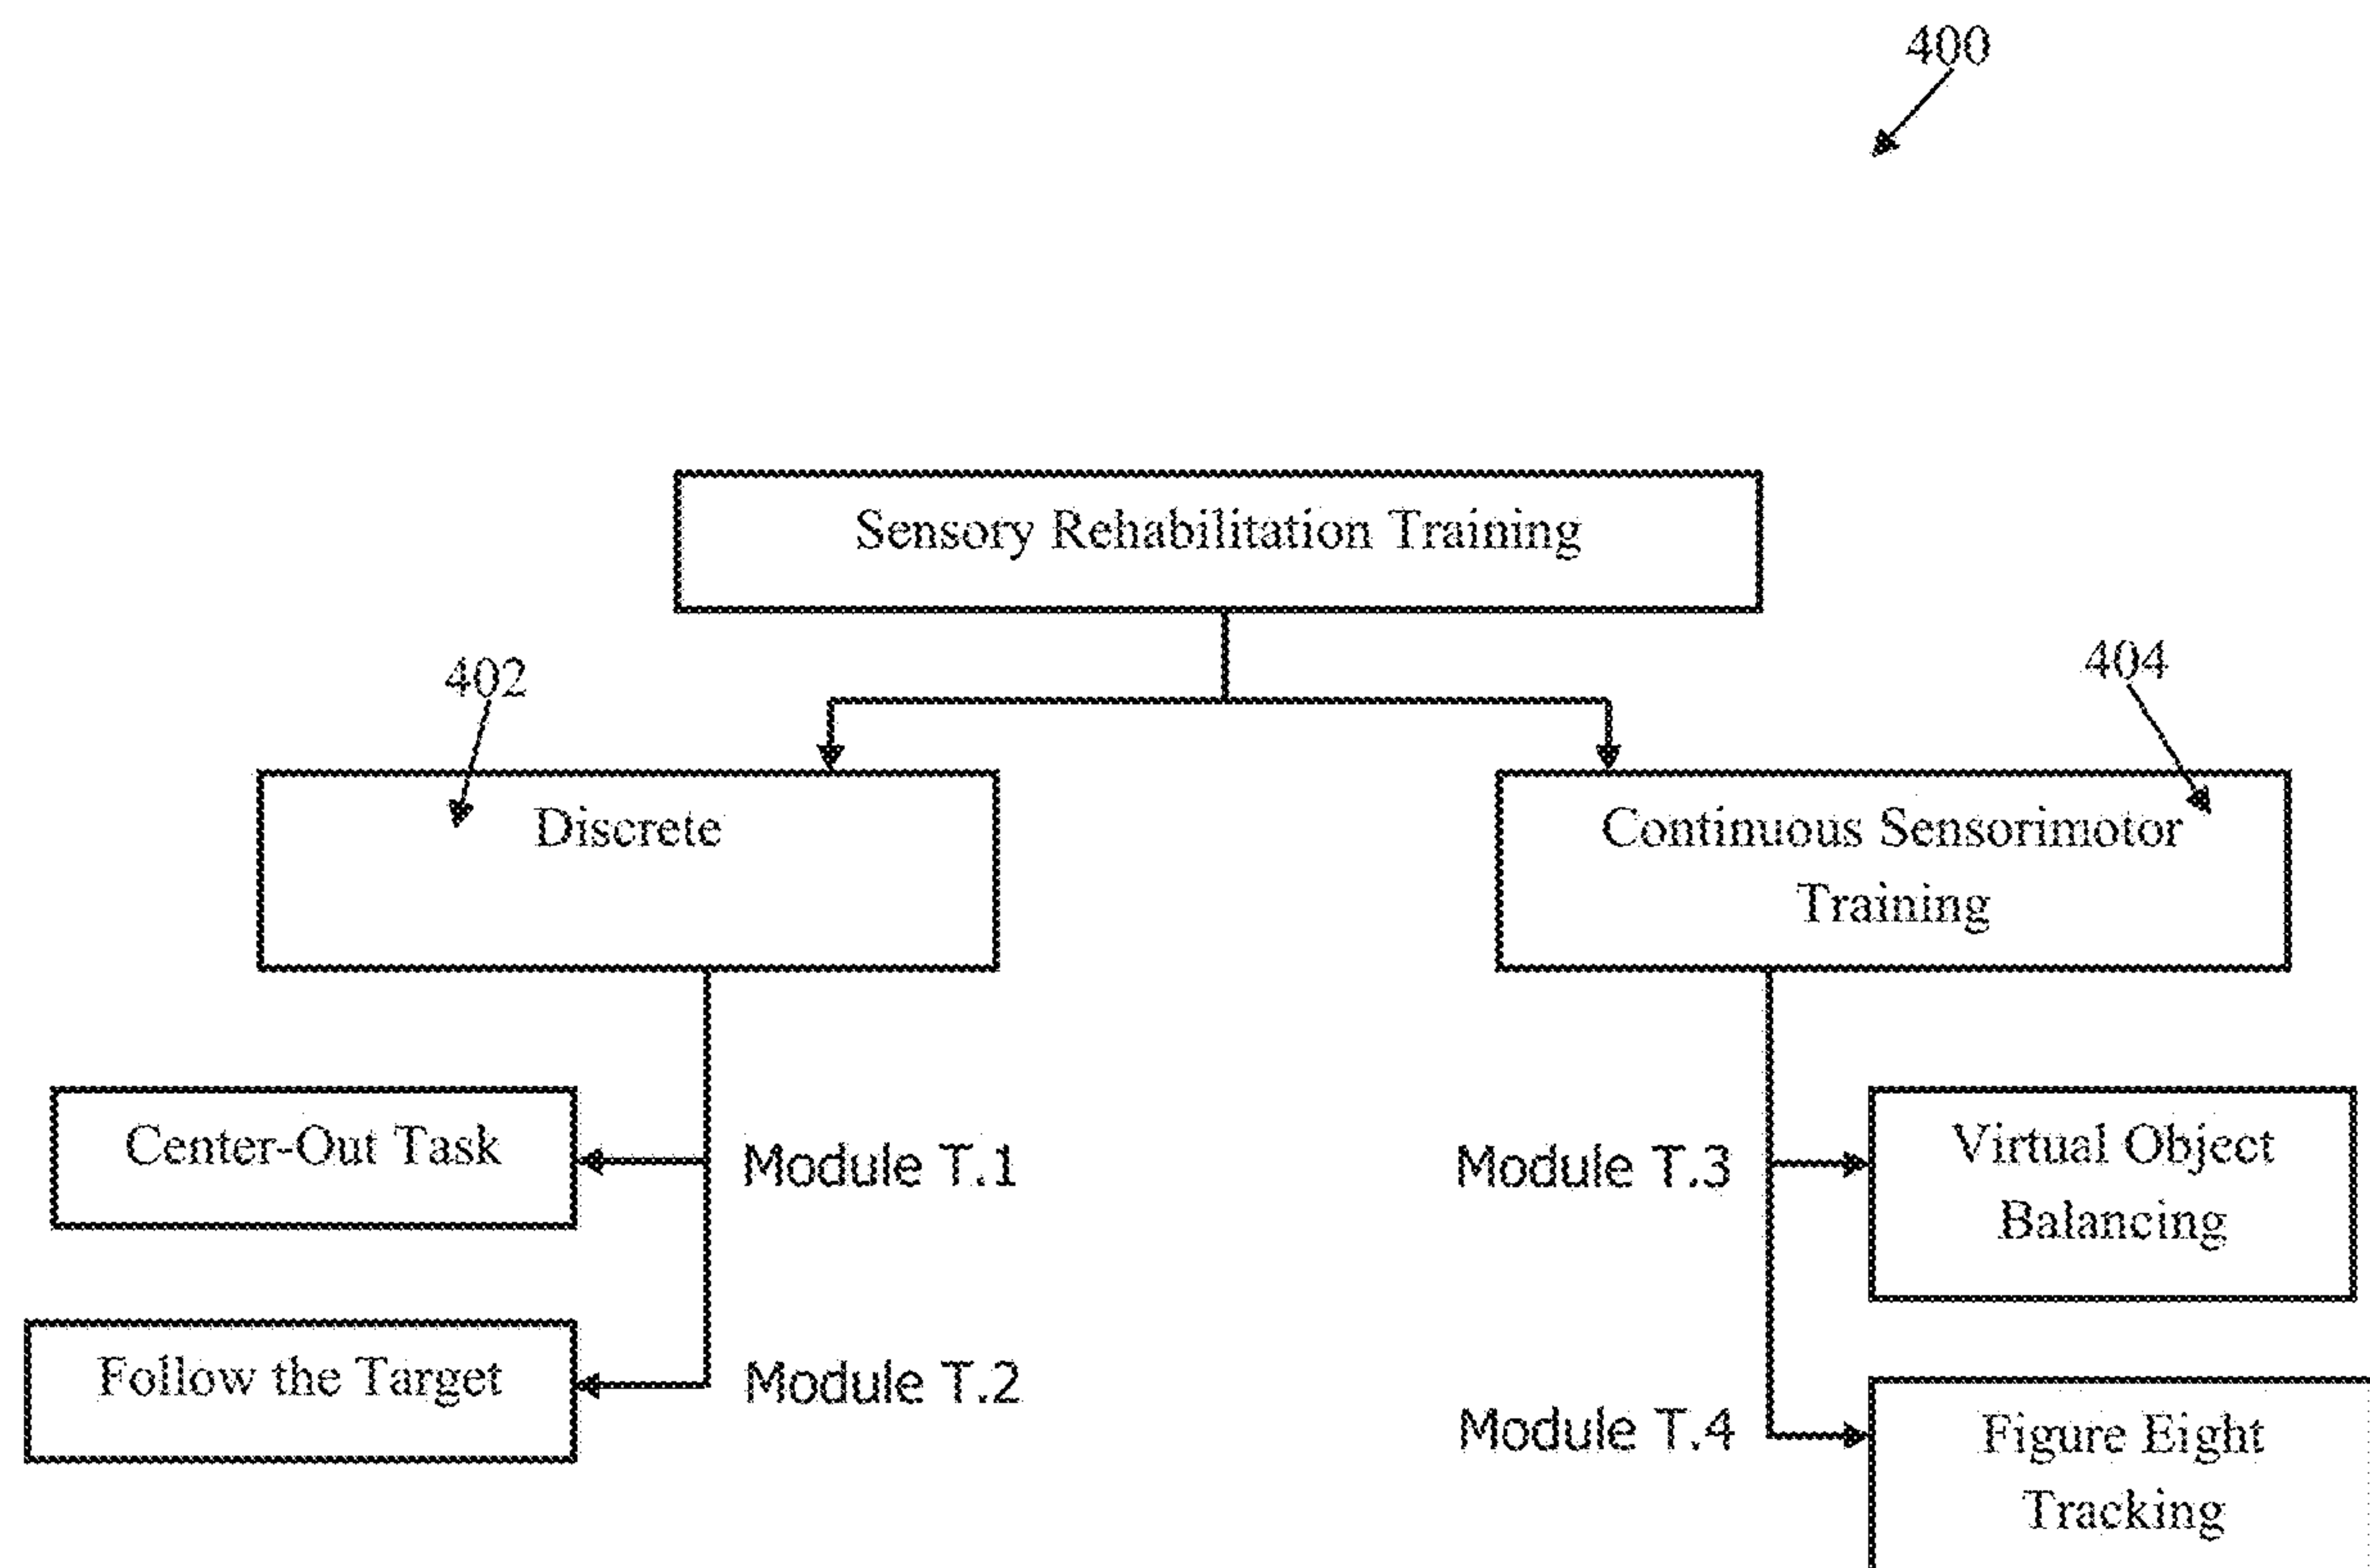 400
Sensory Rehabilitation Training
402
404
Discrete
Continuous Sensorimotor
Training
Center-Out Task
Module T.1
Module T.3
Virtual Object
Balancing
Follow the Target
Module T.2
Module T.4
Figure Eight
Tracking